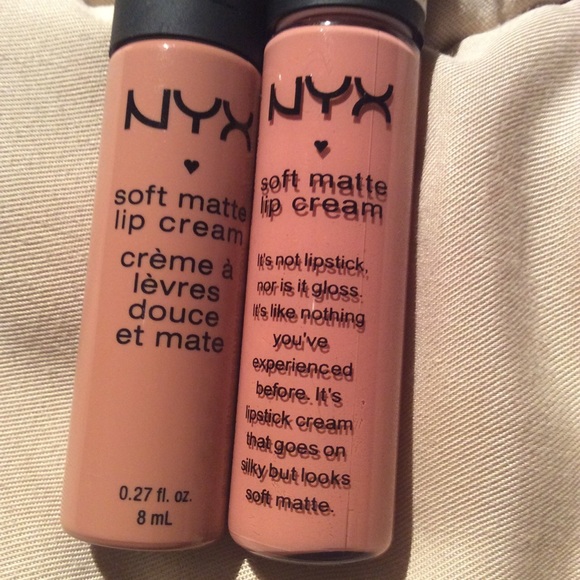 NYX
soft matte
lip cream
crème à
lèvres
douce
et mate
0.27 fl. oz.
8 mL
NYX
soft matte
lip cream
It's not lipstick,
nor is it gloss.
It's like nothing
you've
experienced
before. It's
lipstick cream
that goes on
silky but looks
soft matte.